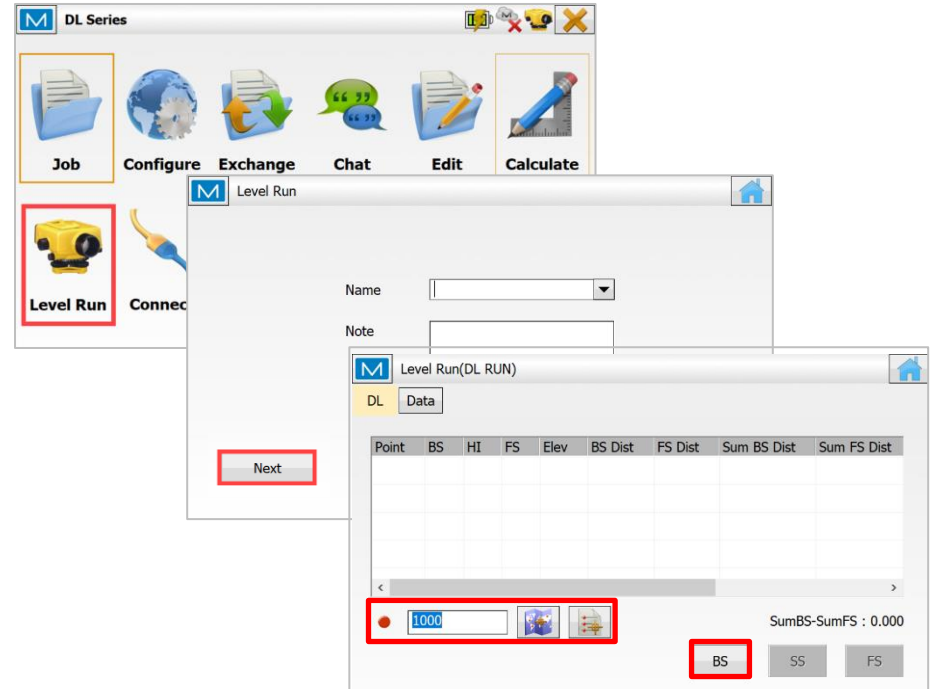 DL Series
Job Configure Exchange Chat Edit Calculate
Level Run Connec
Level Run
Name
Note
Next
Level Run(DL RUN)
DL Data
Point BS HI FS Elev BS Dist FS Dist Sum BS Dist Sum FS Dist
1000
SumBS-SumFS : 0.000
BS SS FS